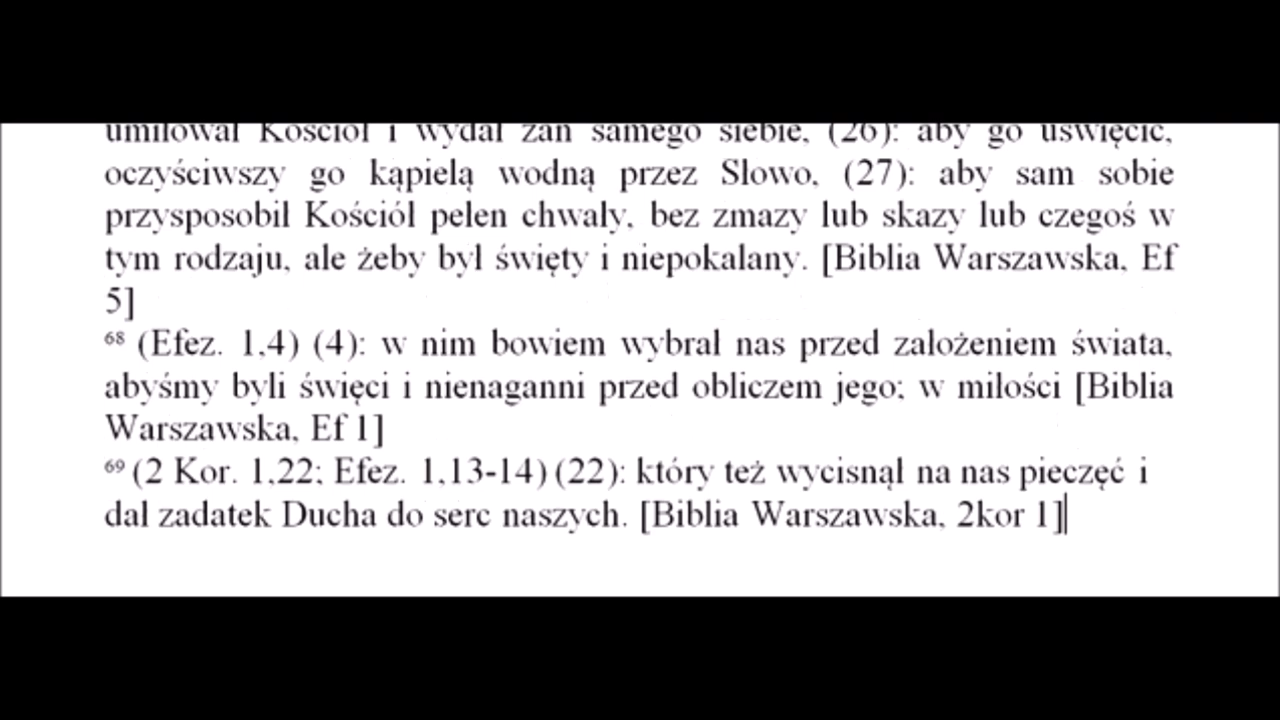 umiłował Kościół i wydał zań samego siebie, (26): aby go uświęcić,
oczyściwszy go kąpielą wodną przez Słowo, (27): aby sam sobie
przysposobił Kościół pełen chwały, bez zmazy lub skazy lub czegoś w
tym rodzaju, ale żeby był święty i niepokalany. [Biblia Warszawska, Ef
5]
⁶⁸ (Efez. 1,4) (4): w nim bowiem wybrał nas przed założeniem świata,
abyśmy byli święci i nienaganni przed obliczem jego; w miłości [Biblia
Warszawska, Ef 1]
⁶⁹ (2 Kor. 1,22; Efez. 1,13-14) (22): który też wycisnął na nas pieczęć i
dał zadatek Ducha do serc naszych. [Biblia Warszawska, 2kor 1]